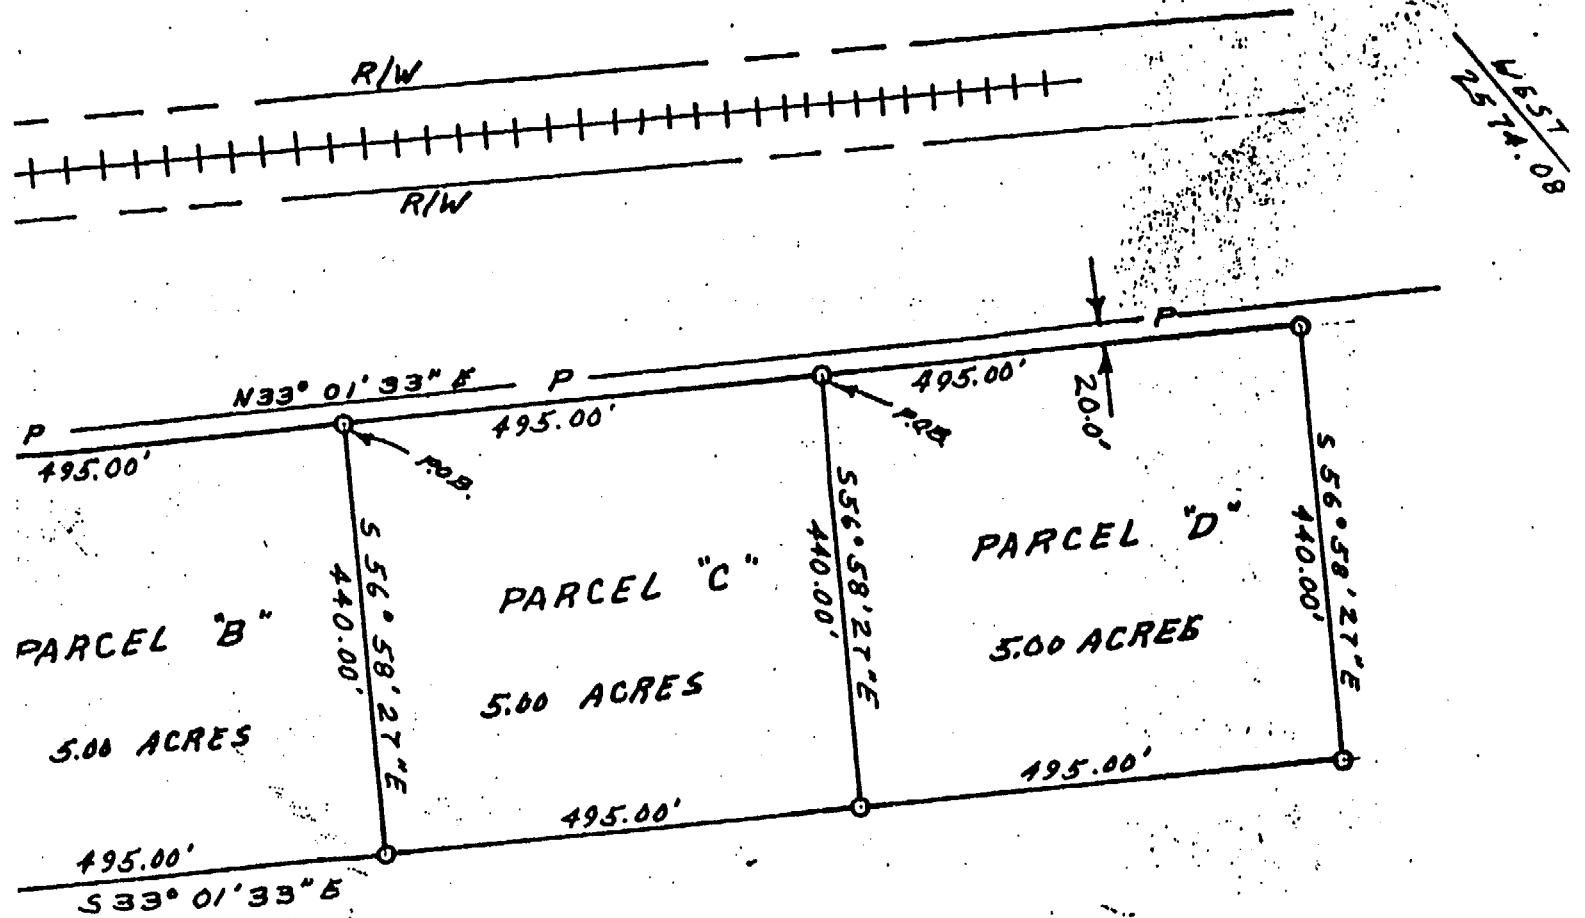 R/W
R/W
WEST
2574.08
N33° 01' 33" E
P
P
P
495.00'
495.00'
495.00'
20.0'
P.O.B.
P.O.B.
S 56° 58' 27" E
440.00'
S 56° 58' 27" E
440.00'
S 56° 58' 27" E
440.00'
PARCEL "B"
5.00 ACRES
PARCEL "C"
5.00 ACRES
PARCEL "D"
5.00 ACRES
495.00'
495.00'
495.00'
S 33° 01' 33" E